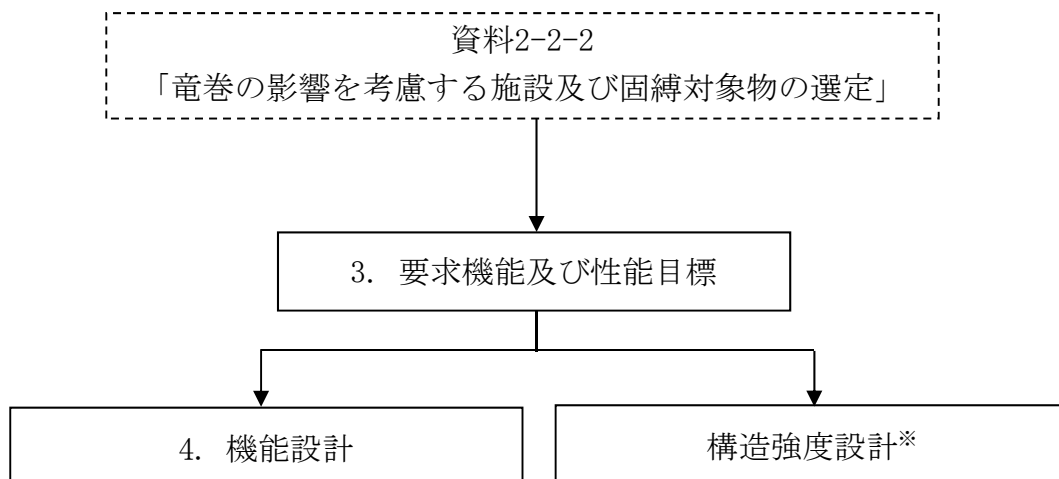 資料2-2-2
「竜巻の影響を考慮する施設及び固縛対象物の選定」
3. 要求機能及び性能目標
4. 機能設計
構造強度設計※